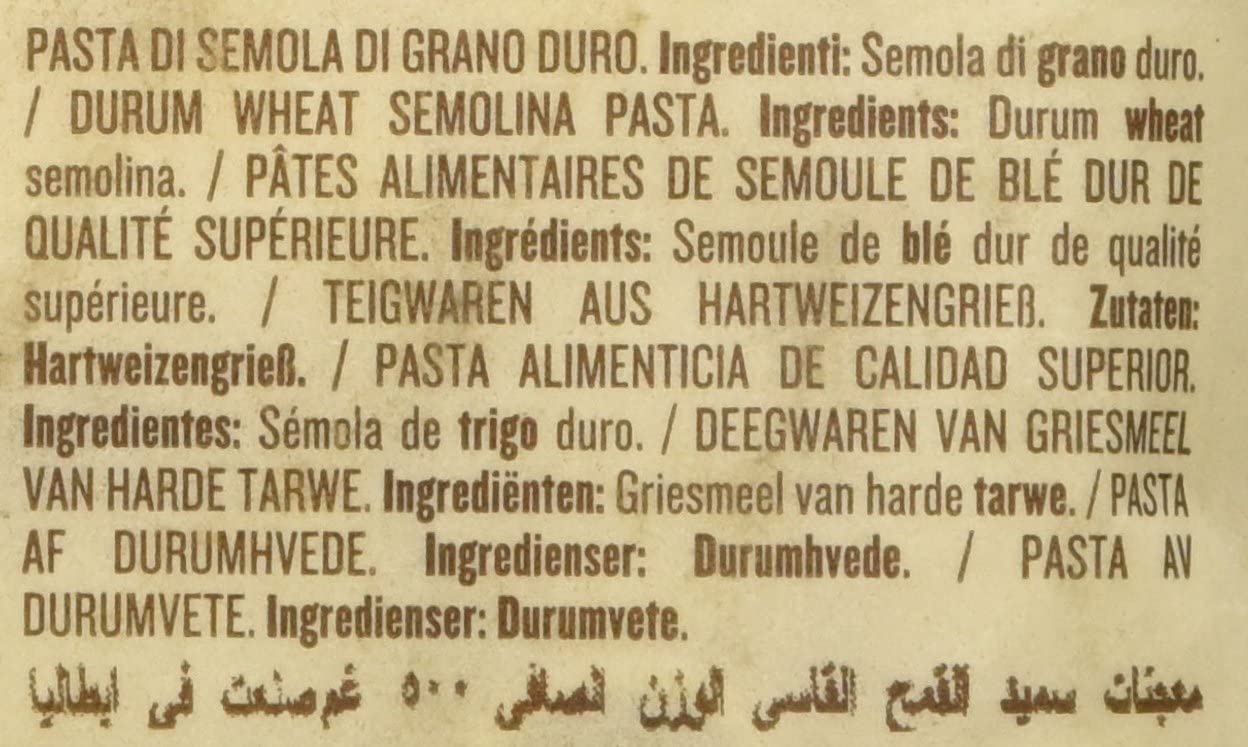 PASTA DI SEMOLA DI GRANO DURO. Ingredienti: Semola di grano duro.
/ DURUM WHEAT SEMOLINA PASTA. Ingredients: Durum wheat
semolina. / PÂTES ALIMENTAIRES DE SEMOULE DE BLÉ DUR DE
QUALITÉ SUPÉRIEURE. Ingrédients: Semoule de blé dur de qualité
supérieure. / TEIGWAREN AUS HARTWEIZENGRIEß. Zutaten:
Hartweizengrieß. / PASTA ALIMENTICIA DE CALIDAD SUPERIOR.
Ingredientes: Sémola de trigo duro. / DEEGWAREN VAN GRIESMEEL
VAN HARDE TARWE. Ingrediënten: Griesmeel van harde tarwe. / PASTA
AF DURUMHVEDE. Ingredienser: Durumhvede. / PASTA AV
DURUMVETE. Ingredienser: Durumvete.
معجنات سميد القمح القاسي الوزن الصافي ٥٠٠ غم صنعت في ايطاليا